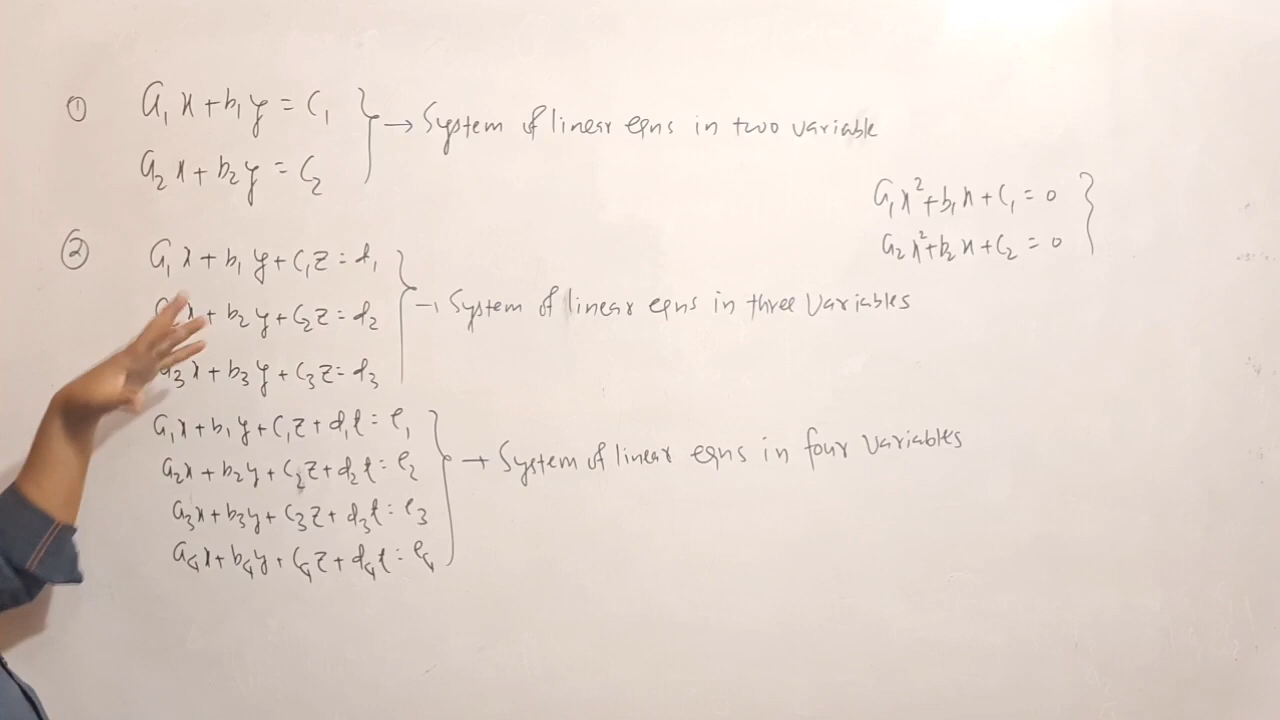 ① a₁x+b₁y = c₁
a₂x+b₂y = c₂
} → System of linear eqns in two variable
a₁x²+b₁x+c₁ = 0
a₂x²+b₂x+c₂ = 0 }
② a₁x+b₁y+c₁z = d₁
x+b₂y+c₂z = d₂
} → System of linear eqns in three Variables
a₃x+b₃y+c₃z = d₃
a₁x+b₁y+c₁z+d₁t = e₁
a₂x+b₂y+c₂z+d₂t = e₂
} → System of linear eqns in four variables
a₃x+b₃y+c₃z+d₃t = e₃
a₄x+b₄y+c₄z+d₄t = e₄